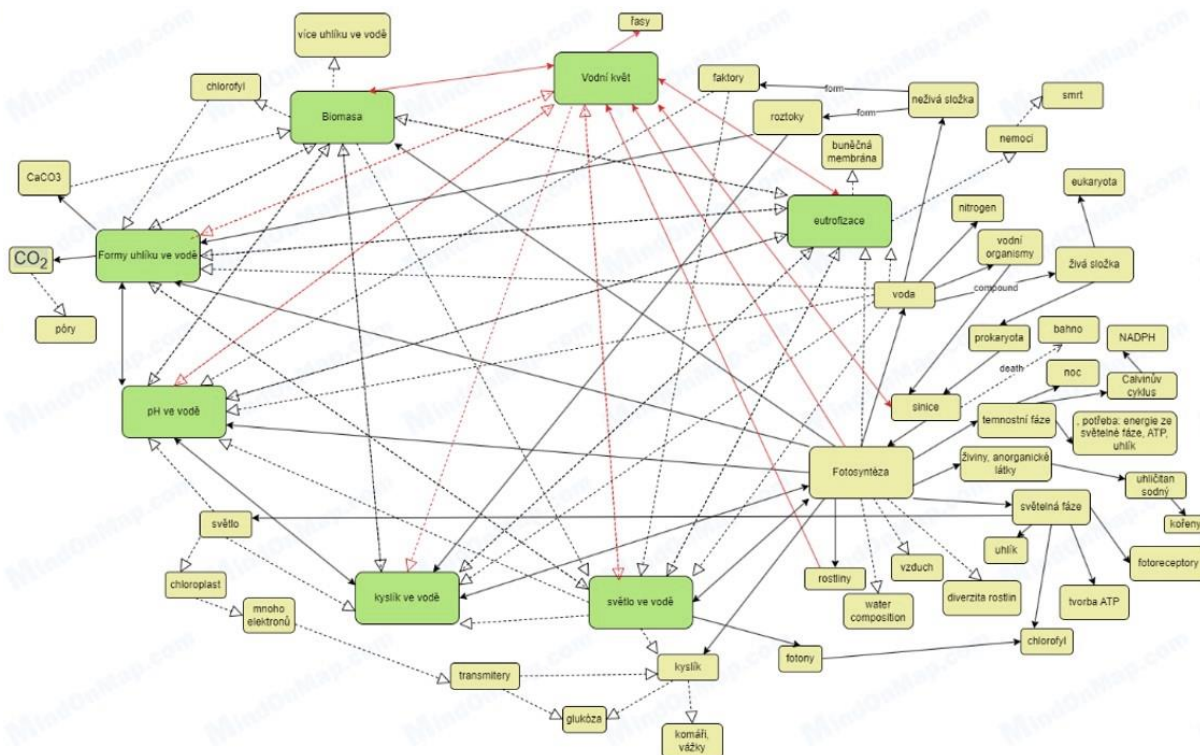 řasy
více uhlíku ve vodě
Vodní květ
chlorofyl
faktory
form
neživá složka
smrt
Biomasa
roztoky
form
nemoci
buněčná
membrána
CaCO3
eukaryota
nitrogen
eutrofizace
vodní
organismy
Formy uhlíku ve vodě
CO2
živá složka
voda
compound
póry
prokaryota
bahno
NADPH
death
noc
Calvinův
cyklus
pH ve vodě
sinice
temnostní fáze
, potřeba: energie ze
světelné fáze, ATP,
uhlík
Fotosyntéza
živiny, anorganické
látky
uhličitan
sodný
světlo
světelná fáze
kořeny
uhlík
fotoreceptory
chloroplast
kyslík ve vodě
světlo ve vodě
rostliny
vzduch
diverzita rostlin
tvorba ATP
mnoho
elektronů
water
composition
chlorofyl
fotony
kyslík
transmitery
glukóza
komáři,
vážky
MindOnMap.com